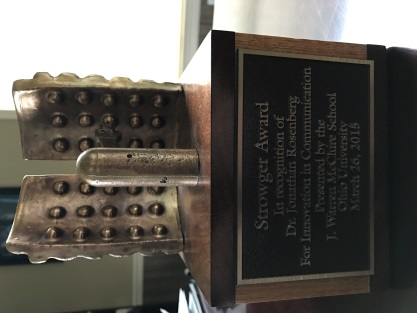 Strowger Award
In recognition of
Dr. Jonathan Rosenberg
For Innovation in Communication
Presented by the
J. Warren McClure School
Ohio University
March 26, 2015